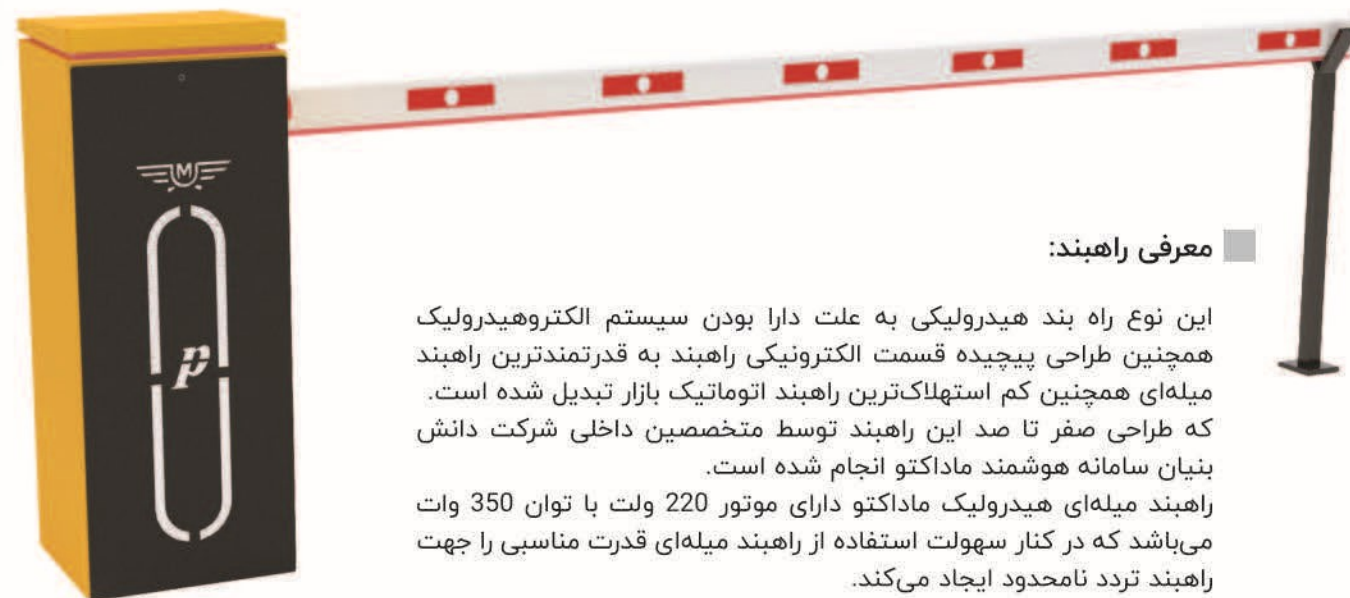 M
p
معرفی راهبند:
این نوع راه بند هیدرولیکی به علت دارا بودن سیستم الکتروهیدرولیک
همچنین طراحی پیچیده قسمت الکترونیکی راهبند به قدرتمندترین راهبند
میله‌ای همچنین کم استهلاک‌ترین راهبند اتوماتیک بازار تبدیل شده است.
که طراحی صفر تا صد این راهبند توسط متخصصین داخلی شرکت دانش
بنیان سامانه هوشمند ماداکتو انجام شده است.
راهبند میله‌ای هیدرولیک ماداکتو دارای موتور 220 ولت با توان 350 وات
می‌باشد که در کنار سهولت استفاده از راهبند میله‌ای قدرت مناسبی را جهت
راهبند تردد نامحدود ایجاد می‌کند.